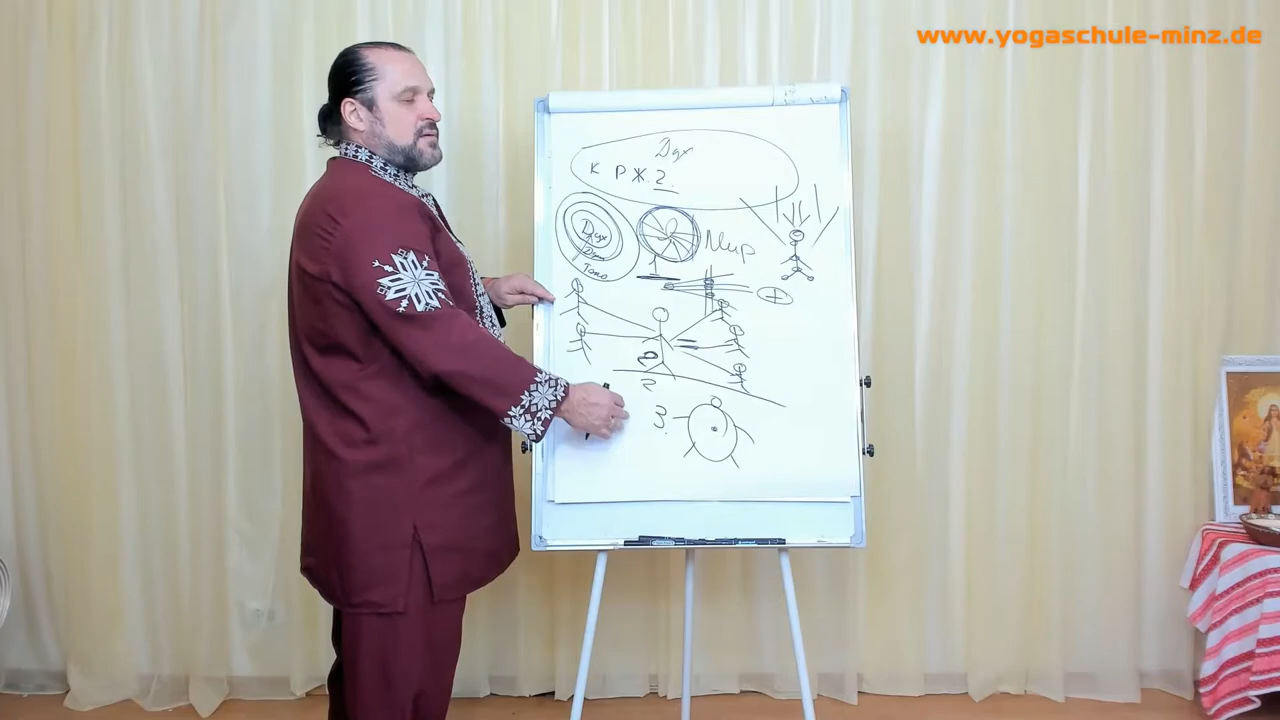 www.yogaschule-minz.de
Дух
К Р Ж 2.
Дух
Тело
Мир
+
2
3.